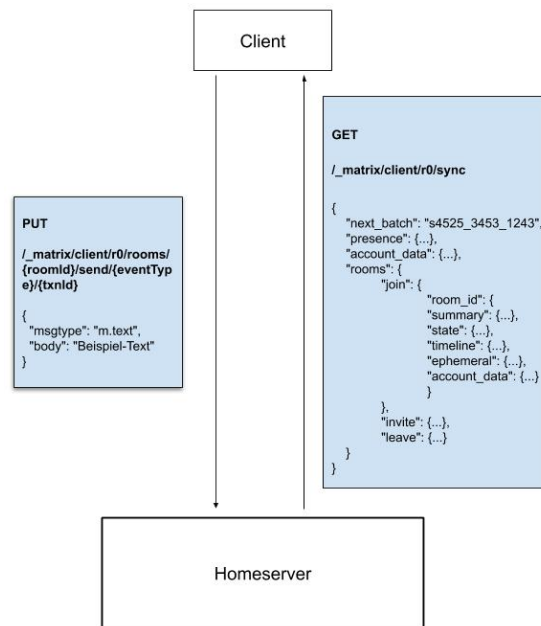 Client
GET
/_matrix/client/r0/sync
{
"next_batch": "s4525_3453_1243",
"presence": {...},
"account_data": {...},
"rooms": {
"join": {
"room_id": {
"summary": {...},
"state": {...},
"timeline": {...},
"ephemeral": {...},
"account_data": {...}
}
},
"invite": {...},
"leave": {...}
}
}
PUT
/_matrix/client/r0/rooms/
{roomId}/send/{eventTyp
e}/{txnId}
{
"msgtype": "m.text",
"body": "Beispiel-Text"
}
Homeserver